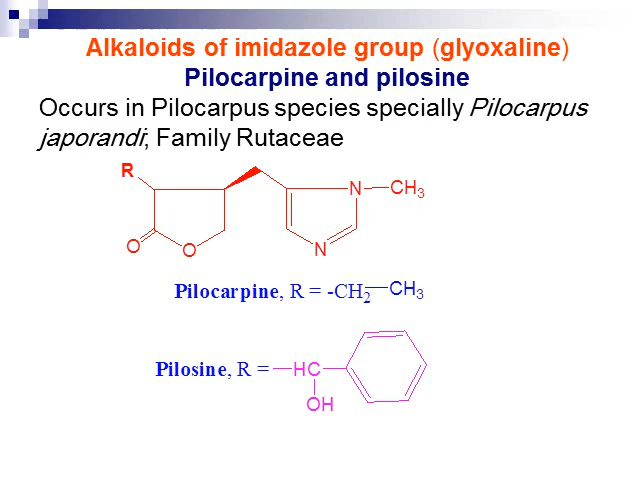 Alkaloids of imidazole group (glyoxaline)
Pilocarpine and pilosine
Occurs in Pilocarpus species specially Pilocarpus
japorandi; Family Rutaceae
R
N CH3
O
O
N
Pilocarpine, R = -CH2 CH3
Pilosine, R = HC
OH